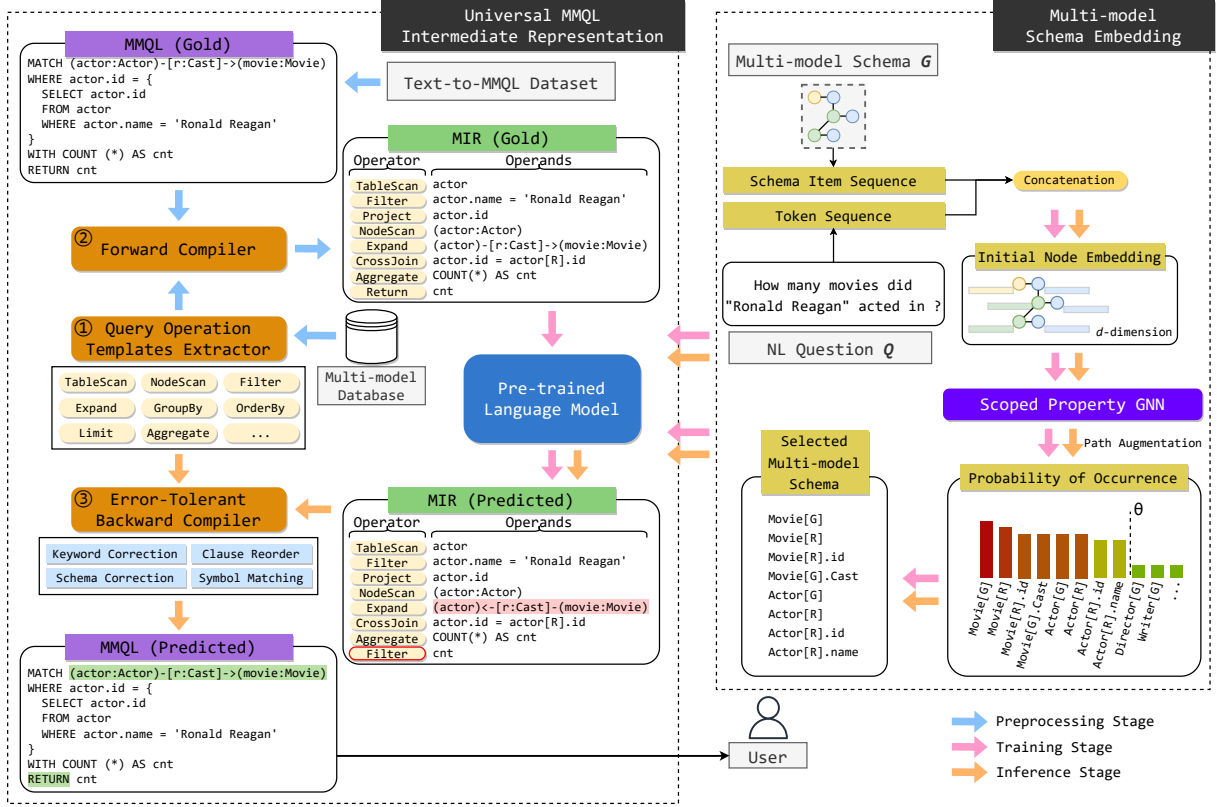 Universal MMQL
Intermediate Representation
MMQL (Gold)
MATCH (actor:Actor)-[r:Cast]->(movie:Movie)
WHERE actor.id = {
SELECT actor.id
FROM actor
WHERE actor.name = 'Ronald Reagan'
}
WITH COUNT (*) AS cnt
RETURN cnt
Text-to-MMQL Dataset
MIR (Gold)
Operator Operands
TableScan actor
Filter actor.name = 'Ronald Reagan'
Project actor.id
NodeScan (actor:Actor)
Expand (actor)-[r:Cast]->(movie:Movie)
CrossJoin actor.id = actor[R].id
Aggregate COUNT(*) AS cnt
Return cnt
② Forward Compiler
① Query Operation
Templates Extractor
TableScan NodeScan Filter
Expand GroupBy OrderBy
Limit Aggregate ...
Multi-model
Database
Pre-trained
Language Model
③ Error-Tolerant
Backward Compiler
Keyword Correction Clause Reorder
Schema Correction Symbol Matching
MIR (Predicted)
Operator Operands
TableScan actor
Filter actor.name = 'Ronald Reagan'
Project actor.id
NodeScan (actor:Actor)
Expand (actor)<-[r:Cast]-(movie:Movie)
CrossJoin actor.id = actor[R].id
Aggregate COUNT(*) AS cnt
Filter cnt
MMQL (Predicted)
MATCH (actor:Actor)-[r:Cast]->(movie:Movie)
WHERE actor.id = {
SELECT actor.id
FROM actor
WHERE actor.name = 'Ronald Reagan'
}
WITH COUNT (*) AS cnt
RETURN cnt
Multi-model
Schema Embedding
Multi-model Schema G
Schema Item Sequence
Token Sequence
Concatenation
How many movies did
"Ronald Reagan" acted in ?
NL Question Q
Initial Node Embedding
d-dimension
Scoped Property GNN
Path Augmentation
Probability of Occurrence
θ
Movie[G]
Movie[R]
Movie[R].id
Movie[G].Cast
Actor[G]
Actor[R]
Actor[R].id
Actor[R].name
Director[G]
Writer[G]
...
Selected
Multi-model
Schema
Movie[G]
Movie[R]
Movie[R].id
Movie[G].Cast
Actor[G]
Actor[R]
Actor[R].id
Actor[R].name
User
Preprocessing Stage
Training Stage
Inference Stage